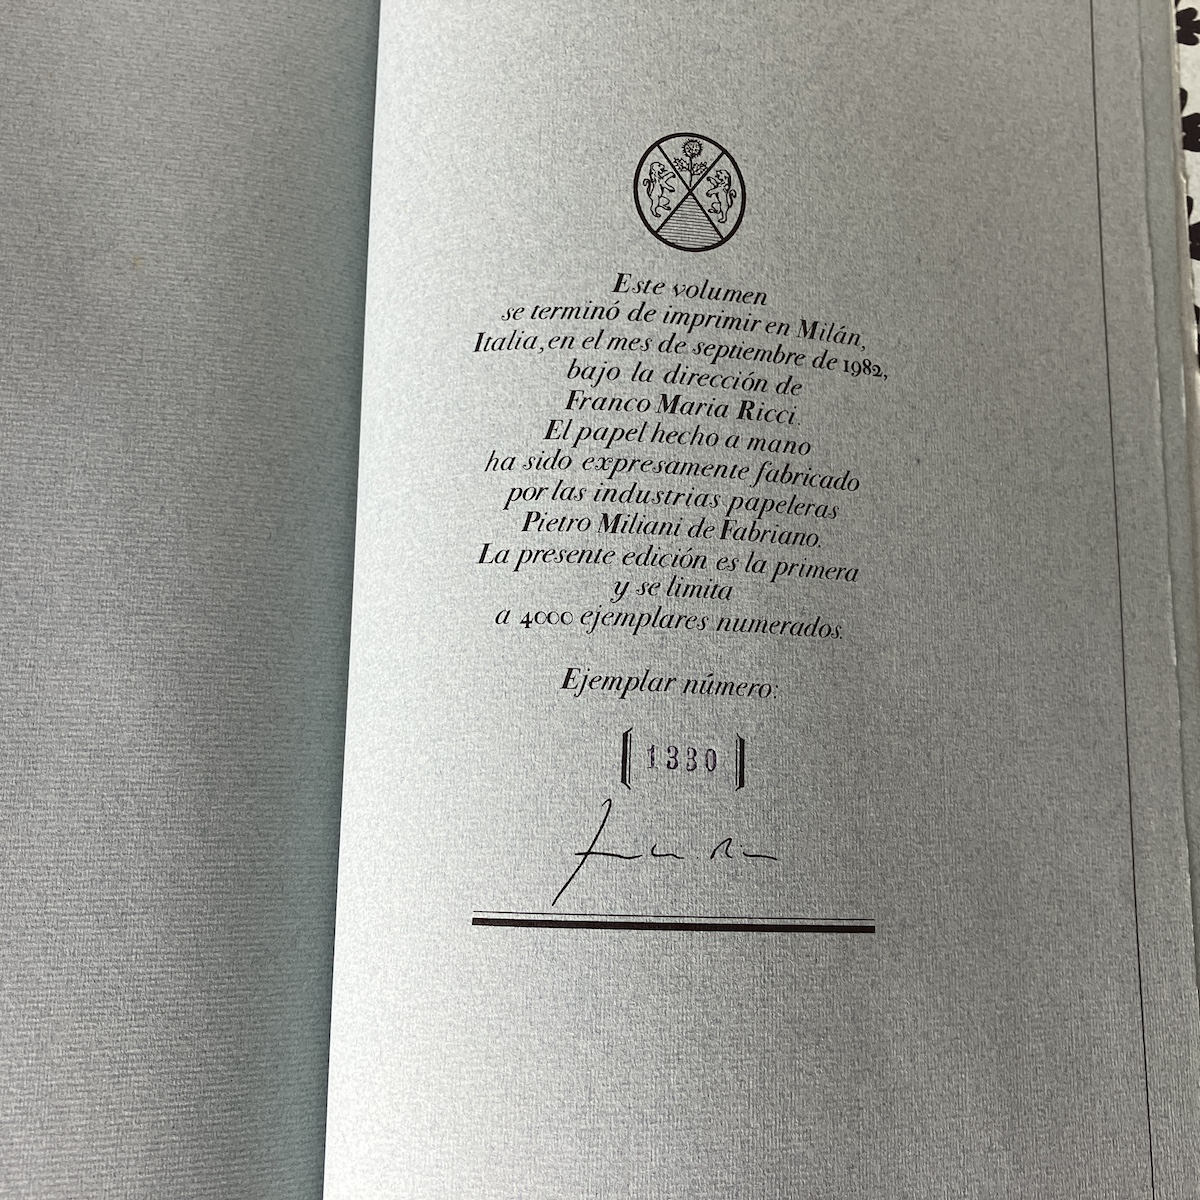 Este volumen
se terminó de imprimir en Milán,
Italia, en el mes de septiembre de 1982,
bajo la dirección de
Franco Maria Ricci.
El papel hecho a mano
ha sido expresamente fabricado
por las industrias papeleras
Pietro Miliani de Fabriano.
La presente edición es la primera
y se limita
a 4000 ejemplares numerados.
Ejemplar número:
[1330]